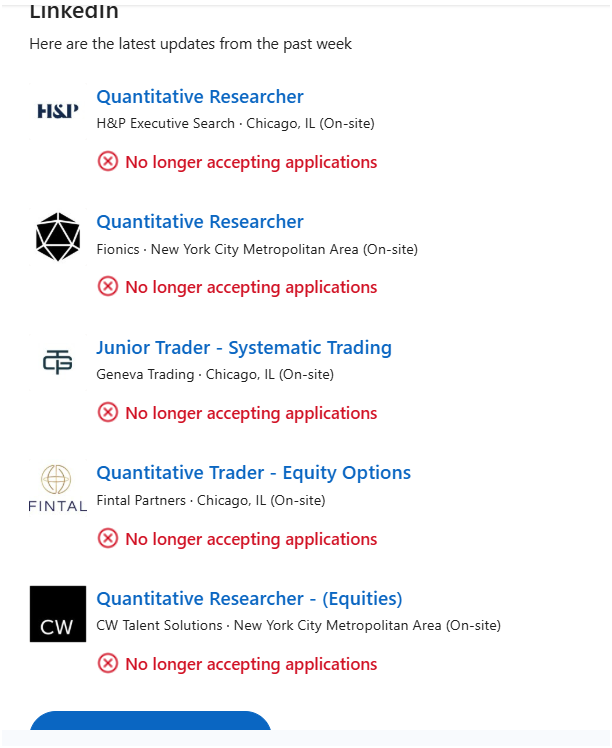 LinkedIn
Here are the latest updates from the past week
H&P
Quantitative Researcher
H&P Executive Search · Chicago, IL (On-site)
No longer accepting applications
Quantitative Researcher
Fionics · New York City Metropolitan Area (On-site)
No longer accepting applications
Junior Trader - Systematic Trading
Geneva Trading · Chicago, IL (On-site)
No longer accepting applications
Quantitative Trader - Equity Options
FINTAL
Fintal Partners · Chicago, IL (On-site)
No longer accepting applications
Quantitative Researcher - (Equities)
CW
CW Talent Solutions · New York City Metropolitan Area (On-site)
No longer accepting applications